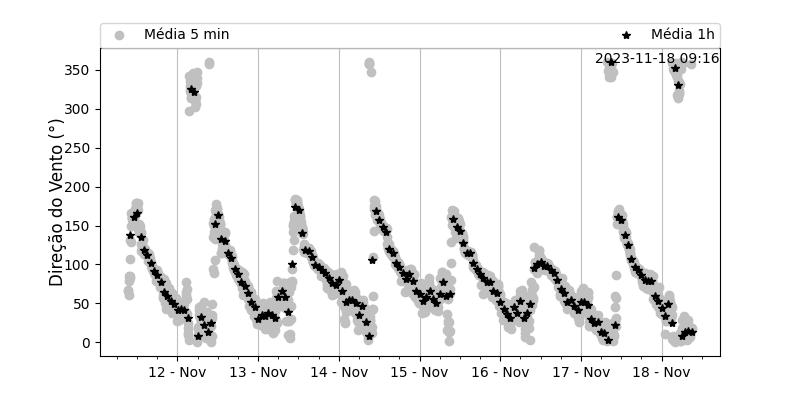 Média 5 min
Média 1h
2023-11-18 09:16
Direção do Vento (°)
350
300
250
200
150
100
50
0
12 - Nov
13 - Nov
14 - Nov
15 - Nov
16 - Nov
17 - Nov
18 - Nov